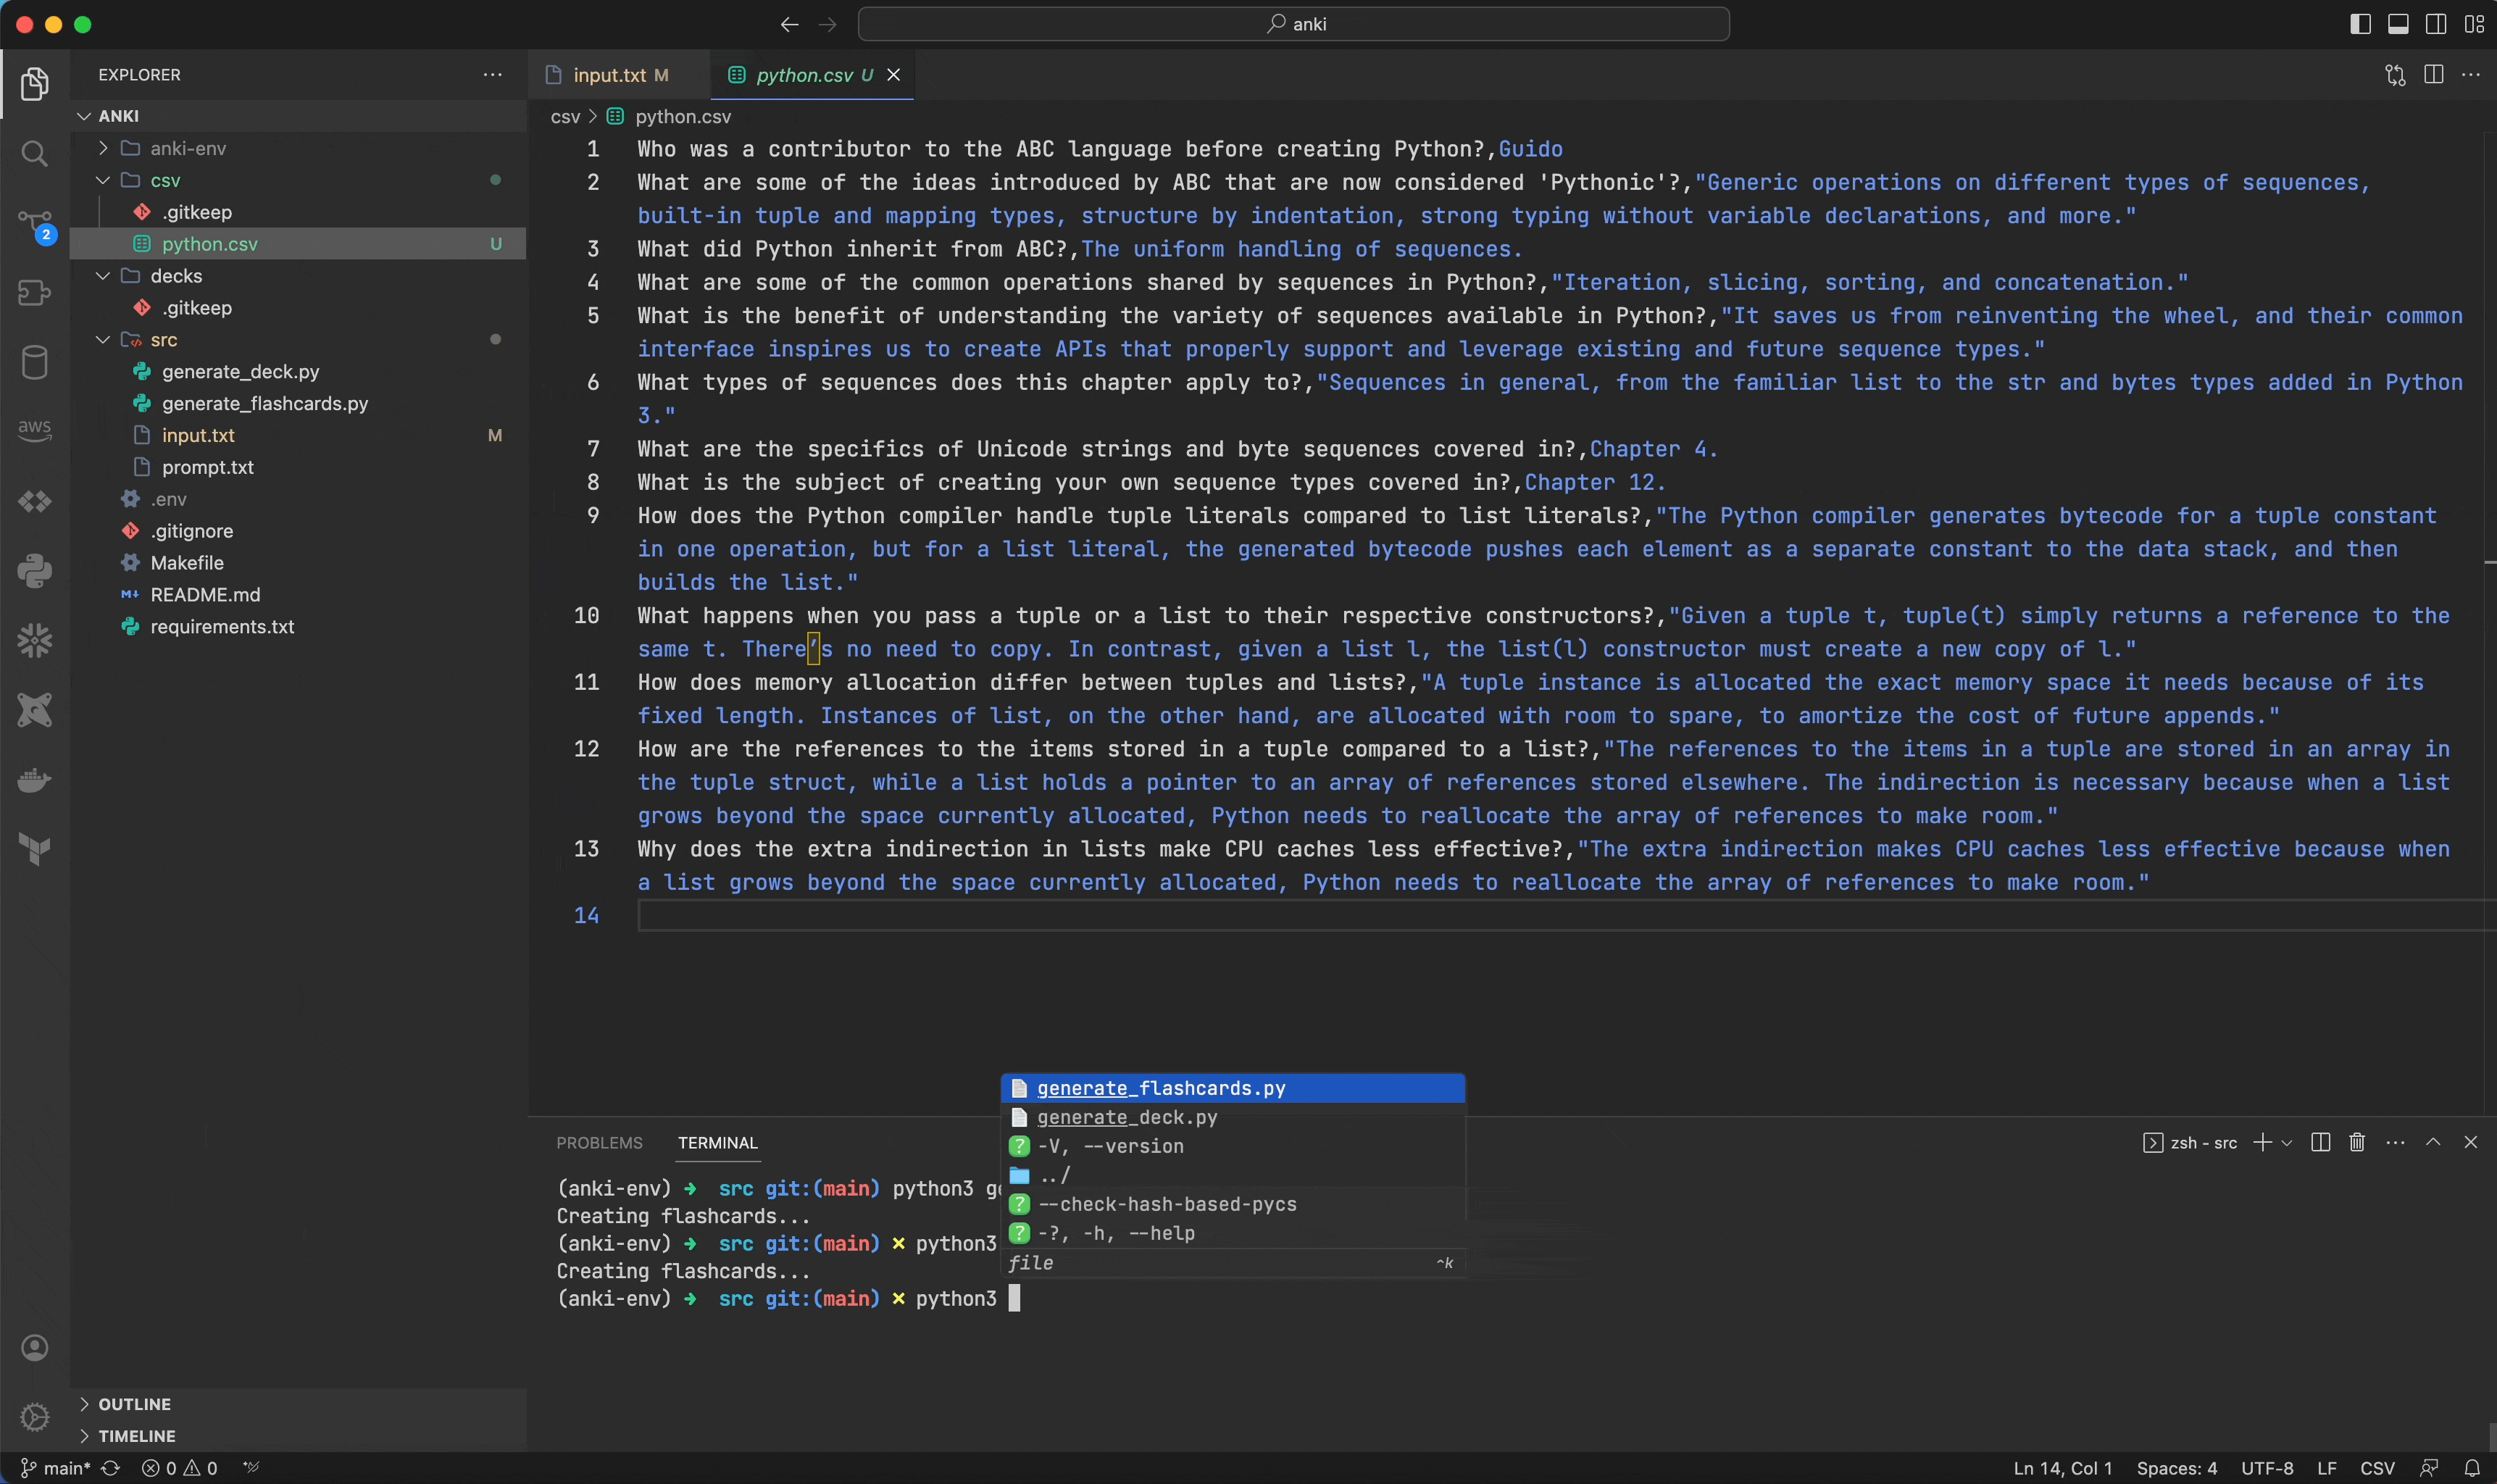 anki
EXPLORER
ANKI
anki-env
csv
.gitkeep
python.csv U
decks
.gitkeep
src
generate_deck.py
generate_flashcards.py
input.txt M
prompt.txt
.env
.gitignore
Makefile
README.md
requirements.txt
2
aws
OUTLINE
TIMELINE
input.txt M
python.csv U
csv > python.csv
1 Who was a contributor to the ABC language before creating Python?,Guido
2 What are some of the ideas introduced by ABC that are now considered 'Pythonic'?,"Generic operations on different types of sequences,
built-in tuple and mapping types, structure by indentation, strong typing without variable declarations, and more."
3 What did Python inherit from ABC?,The uniform handling of sequences.
4 What are some of the common operations shared by sequences in Python?,"Iteration, slicing, sorting, and concatenation."
5 What is the benefit of understanding the variety of sequences available in Python?,"It saves us from reinventing the wheel, and their common
interface inspires us to create APIs that properly support and leverage existing and future sequence types."
6 What types of sequences does this chapter apply to?,"Sequences in general, from the familiar list to the str and bytes types added in Python
3."
7 What are the specifics of Unicode strings and byte sequences covered in?,Chapter 4.
8 What is the subject of creating your own sequence types covered in?,Chapter 12.
9 How does the Python compiler handle tuple literals compared to list literals?,"The Python compiler generates bytecode for a tuple constant
in one operation, but for a list literal, the generated bytecode pushes each element as a separate constant to the data stack, and then
builds the list."
10 What happens when you pass a tuple or a list to their respective constructors?,"Given a tuple t, tuple(t) simply returns a reference to the
same t. There’s no need to copy. In contrast, given a list l, the list(l) constructor must create a new copy of l."
11 How does memory allocation differ between tuples and lists?,"A tuple instance is allocated the exact memory space it needs because of its
fixed length. Instances of list, on the other hand, are allocated with room to spare, to amortize the cost of future appends."
12 How are the references to the items stored in a tuple compared to a list?,"The references to the items in a tuple are stored in an array in
the tuple struct, while a list holds a pointer to an array of references stored elsewhere. The indirection is necessary because when a list
grows beyond the space currently allocated, Python needs to reallocate the array of references to make room."
13 Why does the extra indirection in lists make CPU caches less effective?,"The extra indirection makes CPU caches less effective because when
a list grows beyond the space currently allocated, Python needs to reallocate the array of references to make room."
14
PROBLEMS TERMINAL zsh - src
(anki-env) ➜ src git:(main) python3 ge
Creating flashcards...
(anki-env) ➜ src git:(main) ✗ python3
Creating flashcards...
(anki-env) ➜ src git:(main) ✗ python3
generate_flashcards.py
generate_deck.py
-V, --version
../
--check-hash-based-pycs
-?, -h, --help
file ^k
main* 0 0 Ln 14, Col 1 Spaces: 4 UTF-8 LF CSV